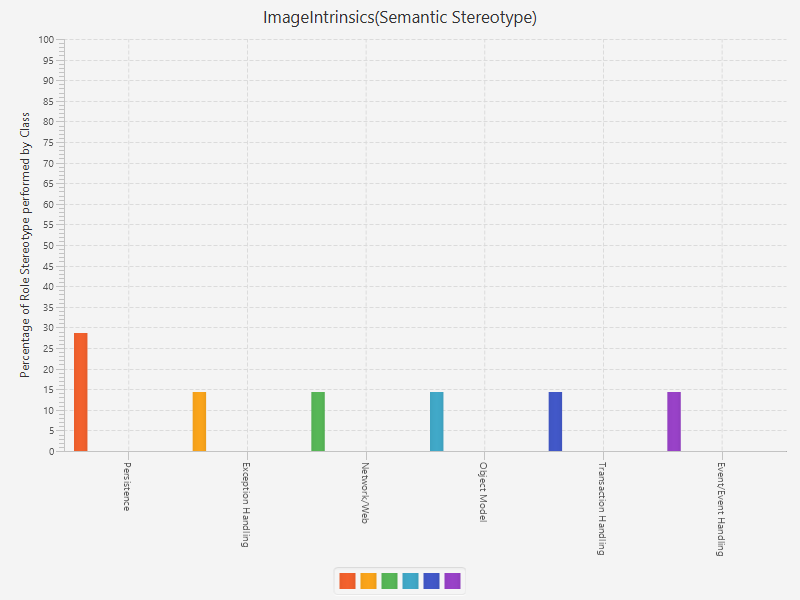 ImageIntrinsics(Semantic Stereotype)
Percentage of Role Stereotype performed by Class
100
95
90
85
80
75
70
65
60
55
50
45
40
35
30
25
20
15
10
5
0
Persistence
Exception Handling
Network/Web
Object Model
Transaction Handling
Event/Event Handling